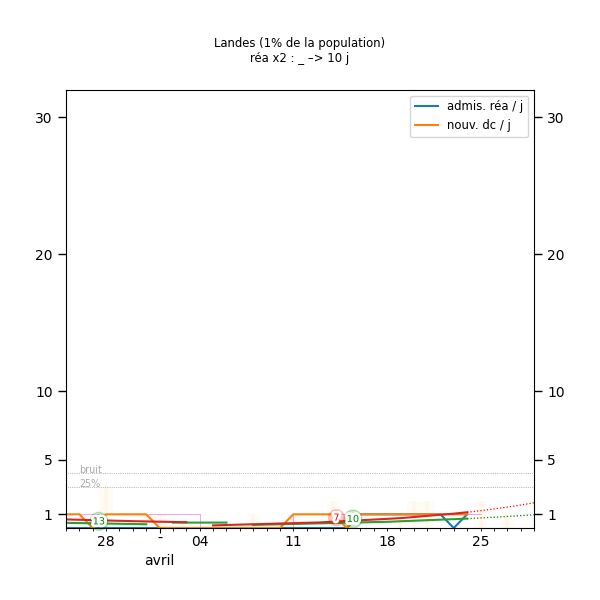 Landes (1% de la population)
réa x2 : _ –> 10 j
admis. réa / j
nouv. dc / j
30 30
20 20
10 10
5 5
bruit
25%
1 13 7 10 1
28 - 04 11 18 25
avril